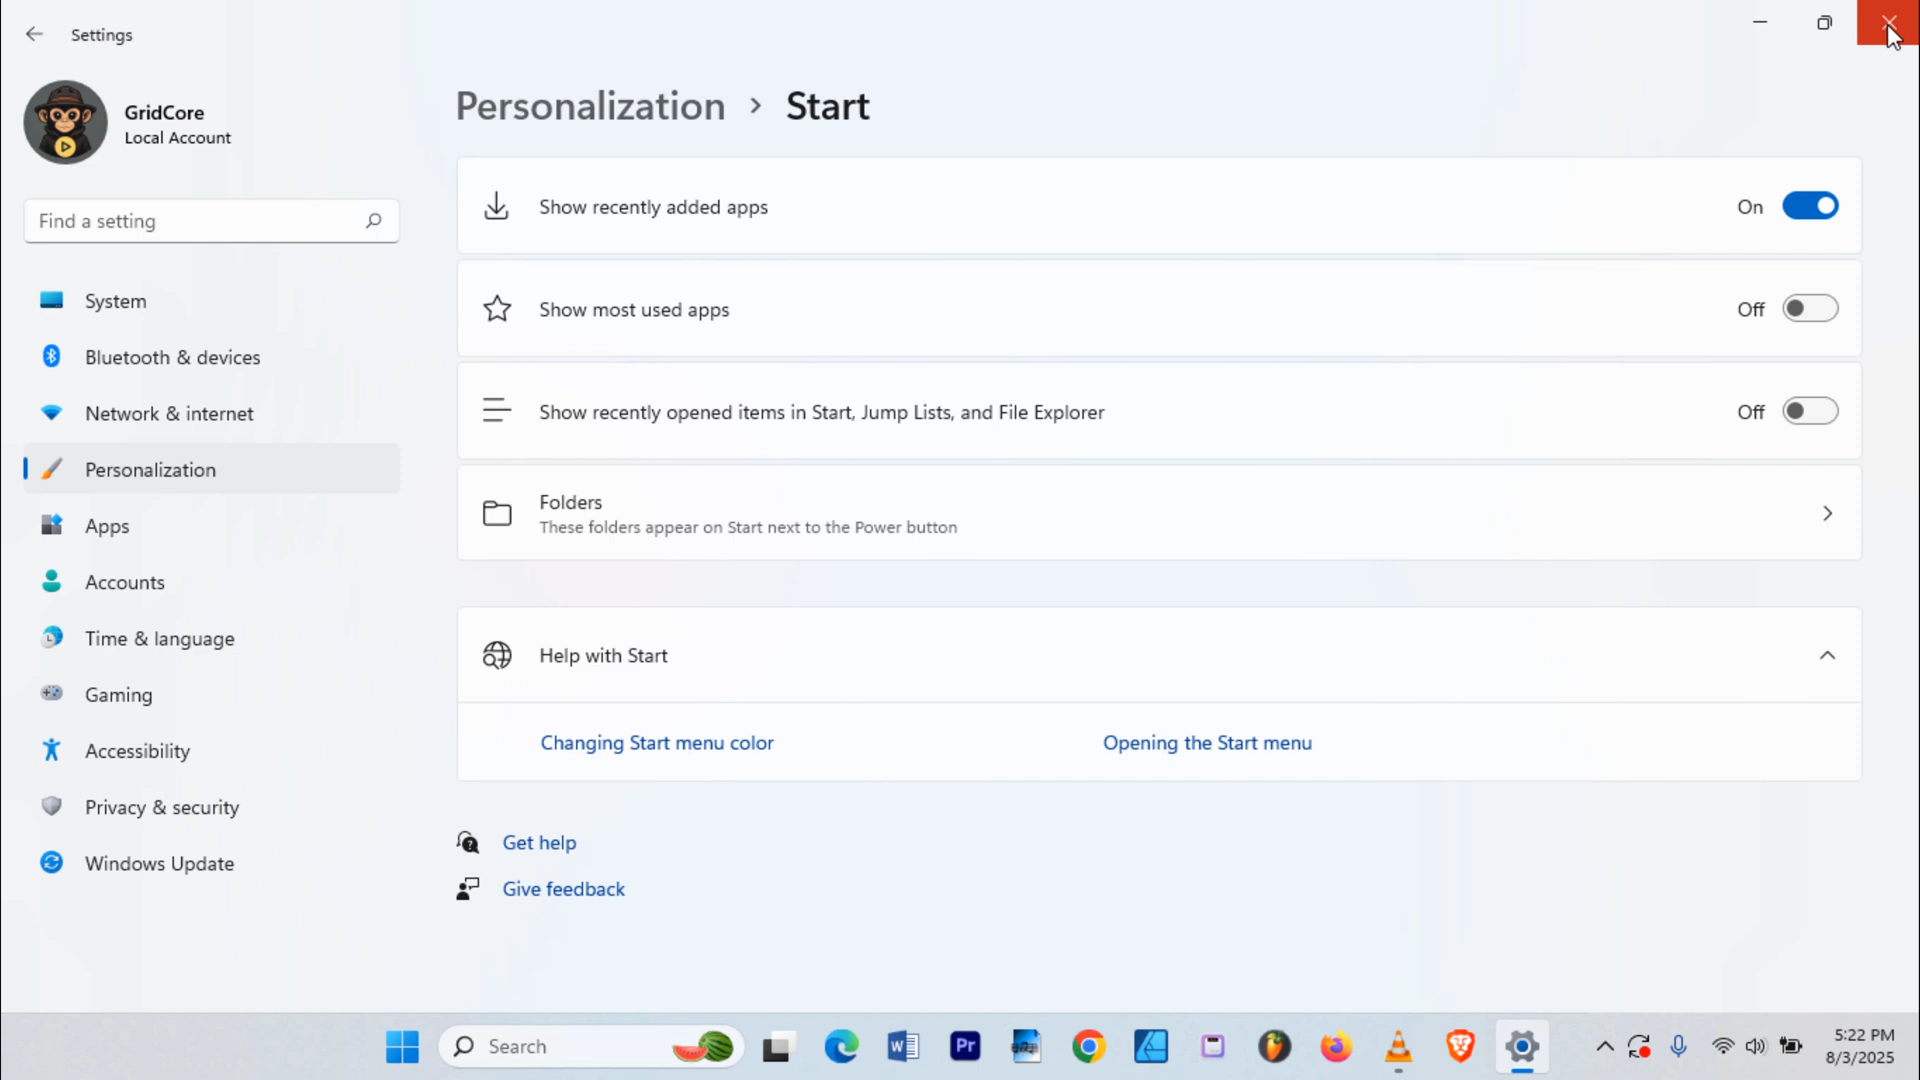 Settings
GridCore
Local Account
Find a setting
System
Bluetooth & devices
Network & internet
Personalization
Apps
Accounts
Time & language
Gaming
Accessibility
Privacy & security
Windows Update
Personalization > Start
Show recently added apps On
Show most used apps Off
Show recently opened items in Start, Jump Lists, and File Explorer Off
Folders
These folders appear on Start next to the Power button
Help with Start
Changing Start menu color Opening the Start menu
Get help
Give feedback
Search
W
Pr
5:22 PM
8/3/2025